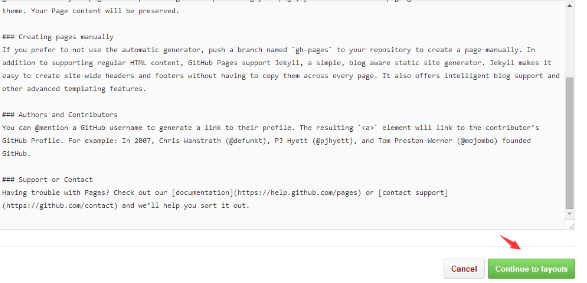 theme. Your Page content will be preserved.
### Creating pages manually
If you prefer to not use the automatic generator, push a branch named `gh-pages` to your repository to create a page manually. In
addition to supporting regular HTML content, GitHub Pages support Jekyll, a simple, blog aware static site generator. Jekyll makes it
easy to create site-wide headers and footers without having to copy them across every page. It also offers intelligent blog support and
other advanced templating features.
### Authors and Contributors
You can @mention a GitHub username to generate a link to their profile. The resulting `<a>` element will link to the contributor's
GitHub Profile. For example: In 2007, Chris Wanstrath (@defunkt), PJ Hyett (@pjhyett), and Tom Preston-Werner (@mojombo) founded
GitHub.
### Support or Contact
Having trouble with Pages? Check out our [documentation](https://help.github.com/pages) or [contact support]
(https://github.com/contact) and we'll help you sort it out.
Cancel Continue to layouts